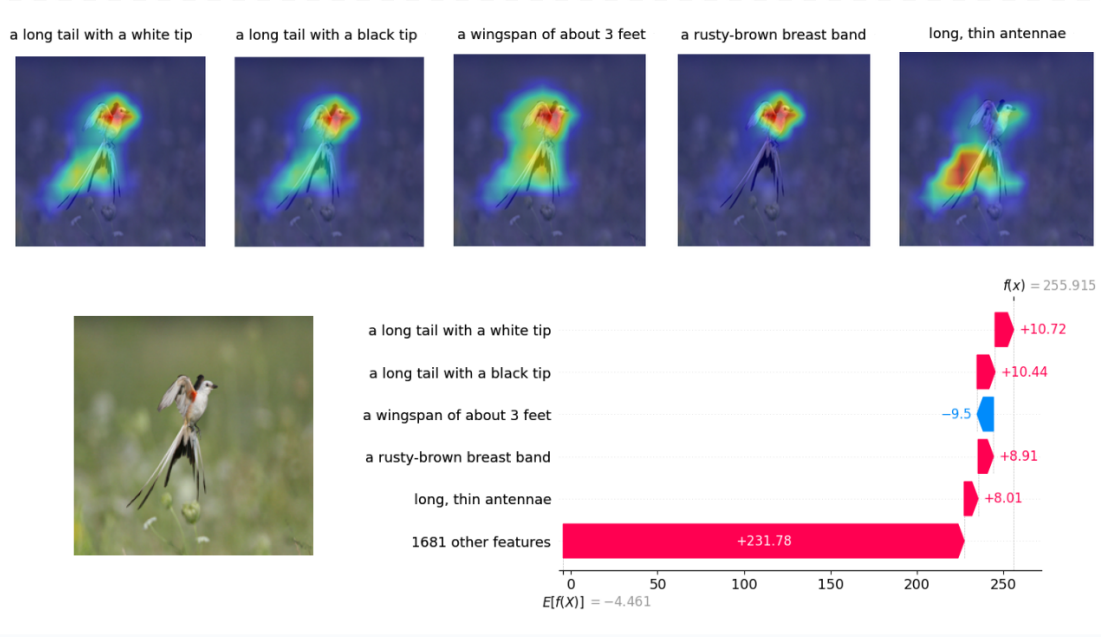 a long tail with a white tip
a long tail with a black tip
a wingspan of about 3 feet
a rusty-brown breast band
long, thin antennae
f(x) = 255.915
a long tail with a white tip
+10.72
a long tail with a black tip
+10.44
a wingspan of about 3 feet
−9.5
a rusty-brown breast band
+8.91
long, thin antennae
+8.01
1681 other features
+231.78
0 50 100 150 200 250
E[f(X)] = −4.461